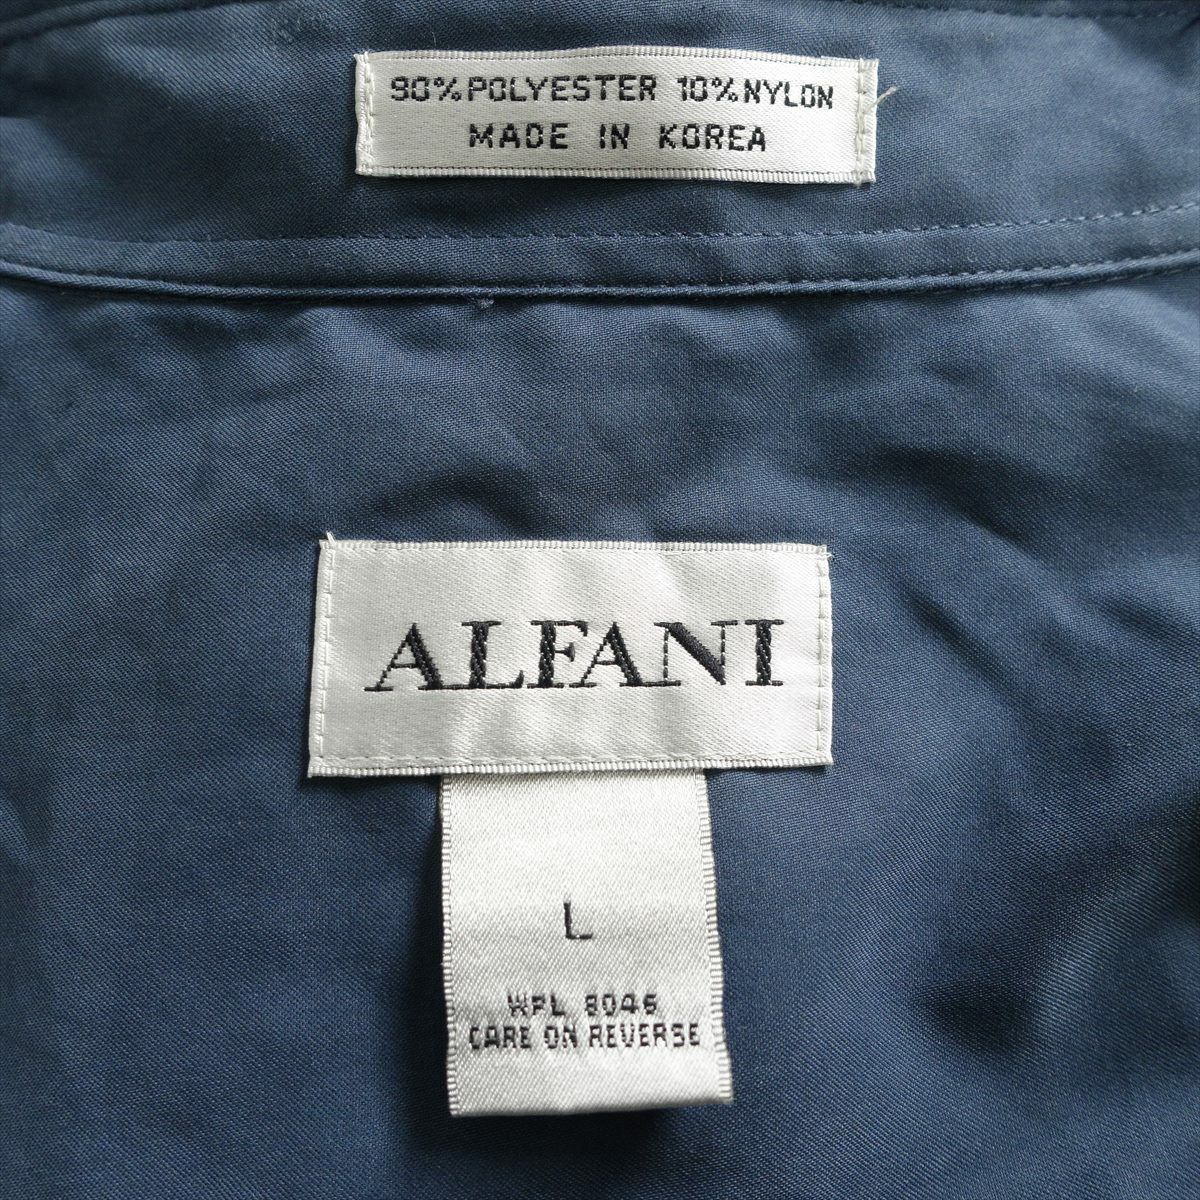 90% POLYESTER 10% NYLON
MADE IN KOREA
ALFANI
L
WPL 8046
CARE ON REVERSE